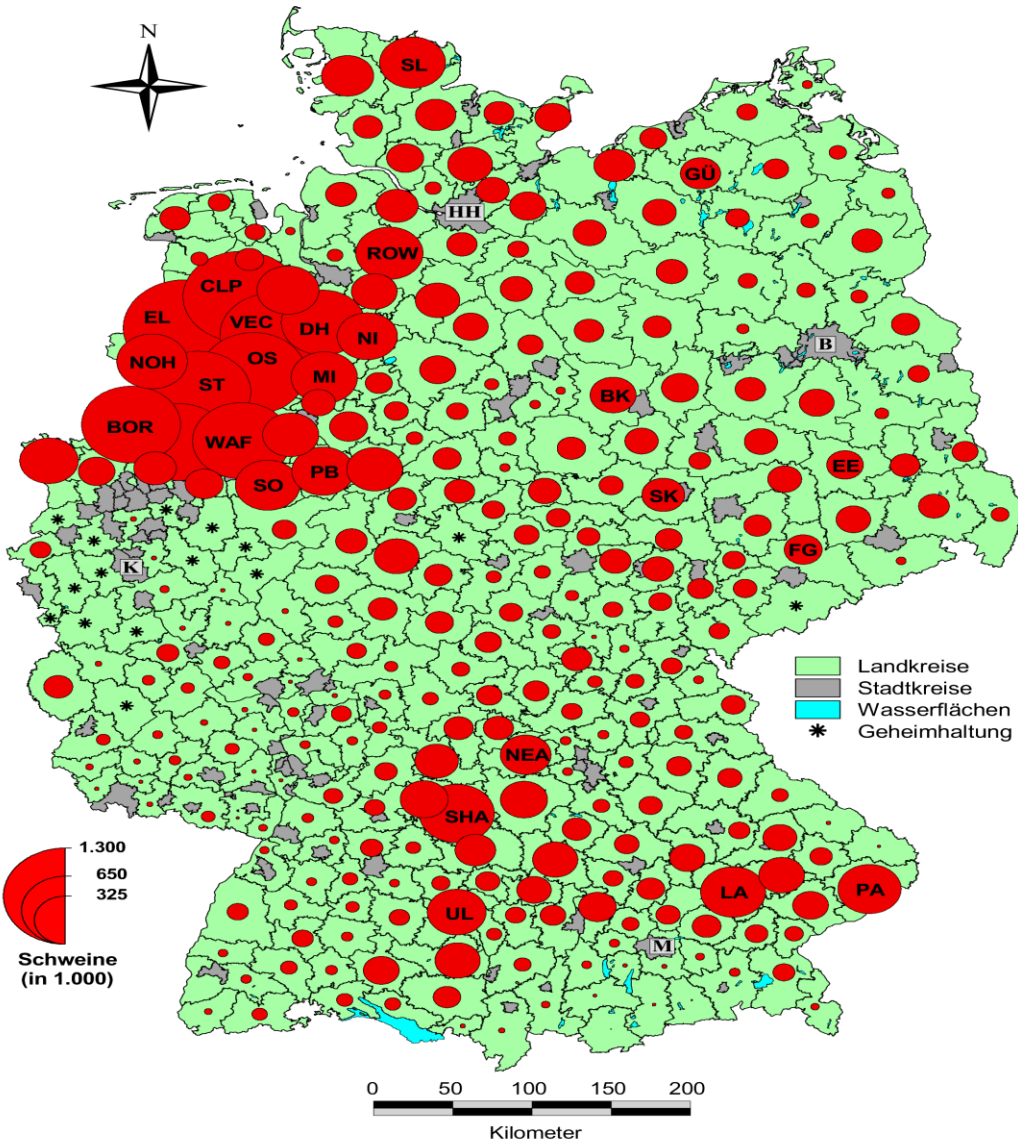 N
SL
GÜ
HH
ROW
CLP
EL
VEC
DH
NI
B
NOH
OS
MI
ST
BK
BOR
WAF
EE
PB
SO
SK
FG
K
Landkreise
Stadtkreise
Wasserflächen
* Geheimhaltung
NEA
SHA
1.300
650
325
LA
PA
UL
M
Schweine
(in 1.000)
0 50 100 150 200
Kilometer